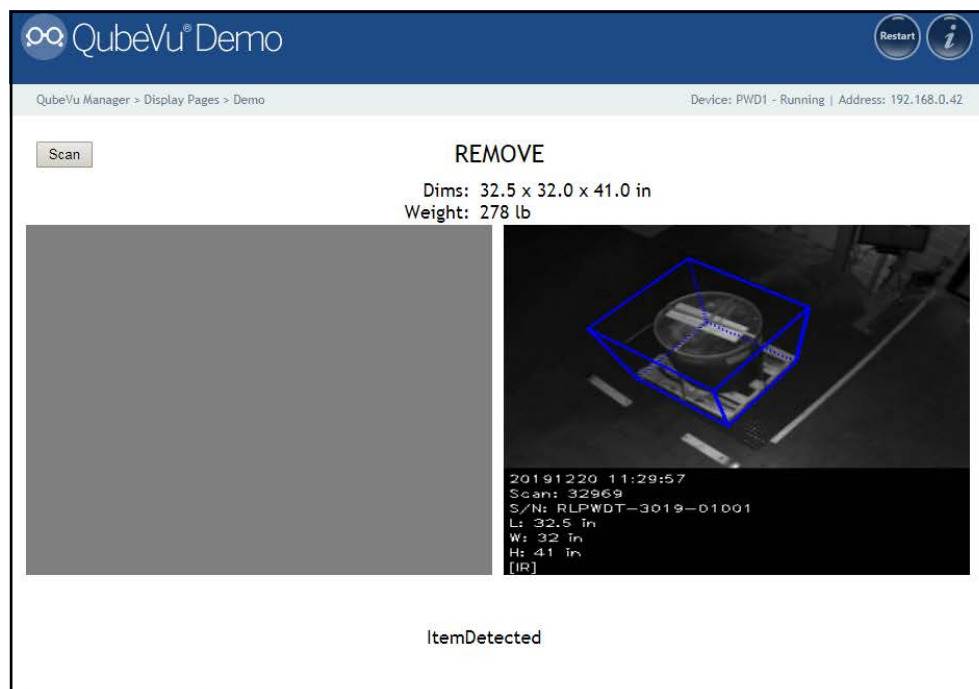 QubeVu® Demo
Restart
i
QubeVu Manager > Display Pages > Demo
Device: PWD1 - Running | Address: 192.168.0.42
Scan
REMOVE
Dims: 32.5 x 32.0 x 41.0 in
Weight: 278 lb
20191220 11:29:57
Scan: 32969
S/N: RLPWDT-3019-01001
L: 32.5 in
W: 32 in
H: 41 in
[IR]
ItemDetected